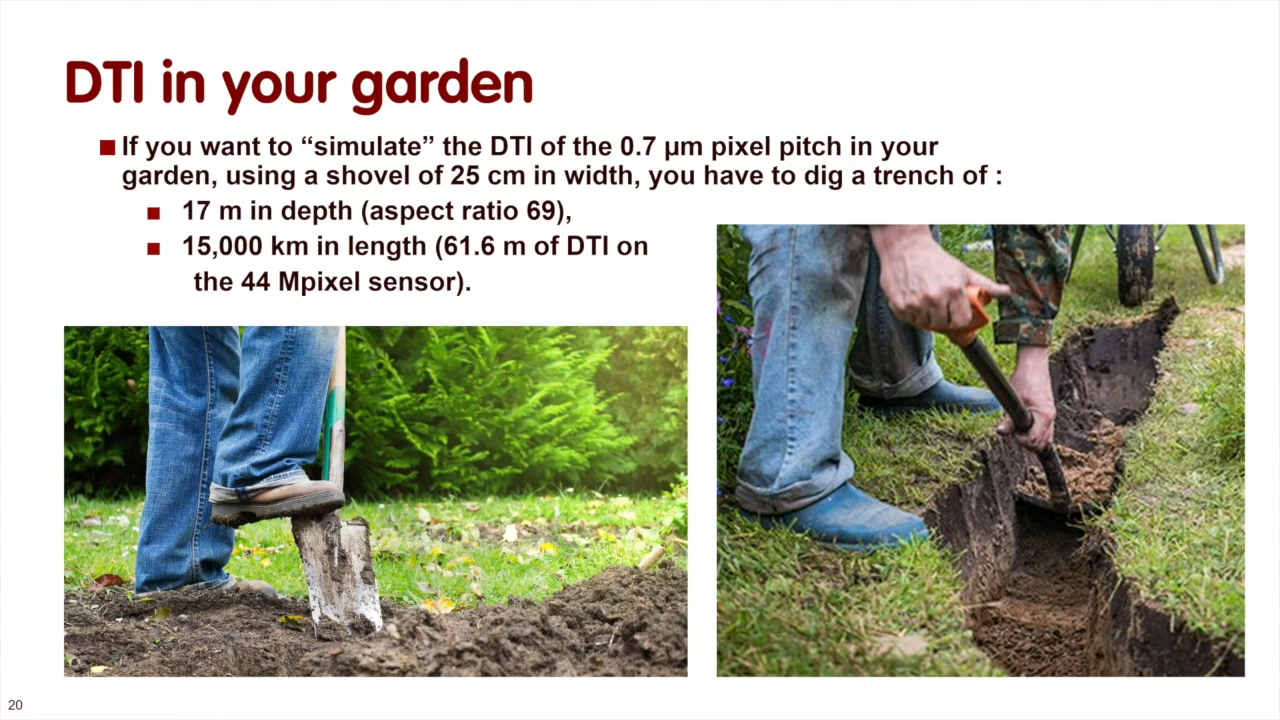 DTI in your garden
If you want to “simulate” the DTI of the 0.7 µm pixel pitch in your
garden, using a shovel of 25 cm in width, you have to dig a trench of :
17 m in depth (aspect ratio 69),
15,000 km in length (61.6 m of DTI on
the 44 Mpixel sensor).
20